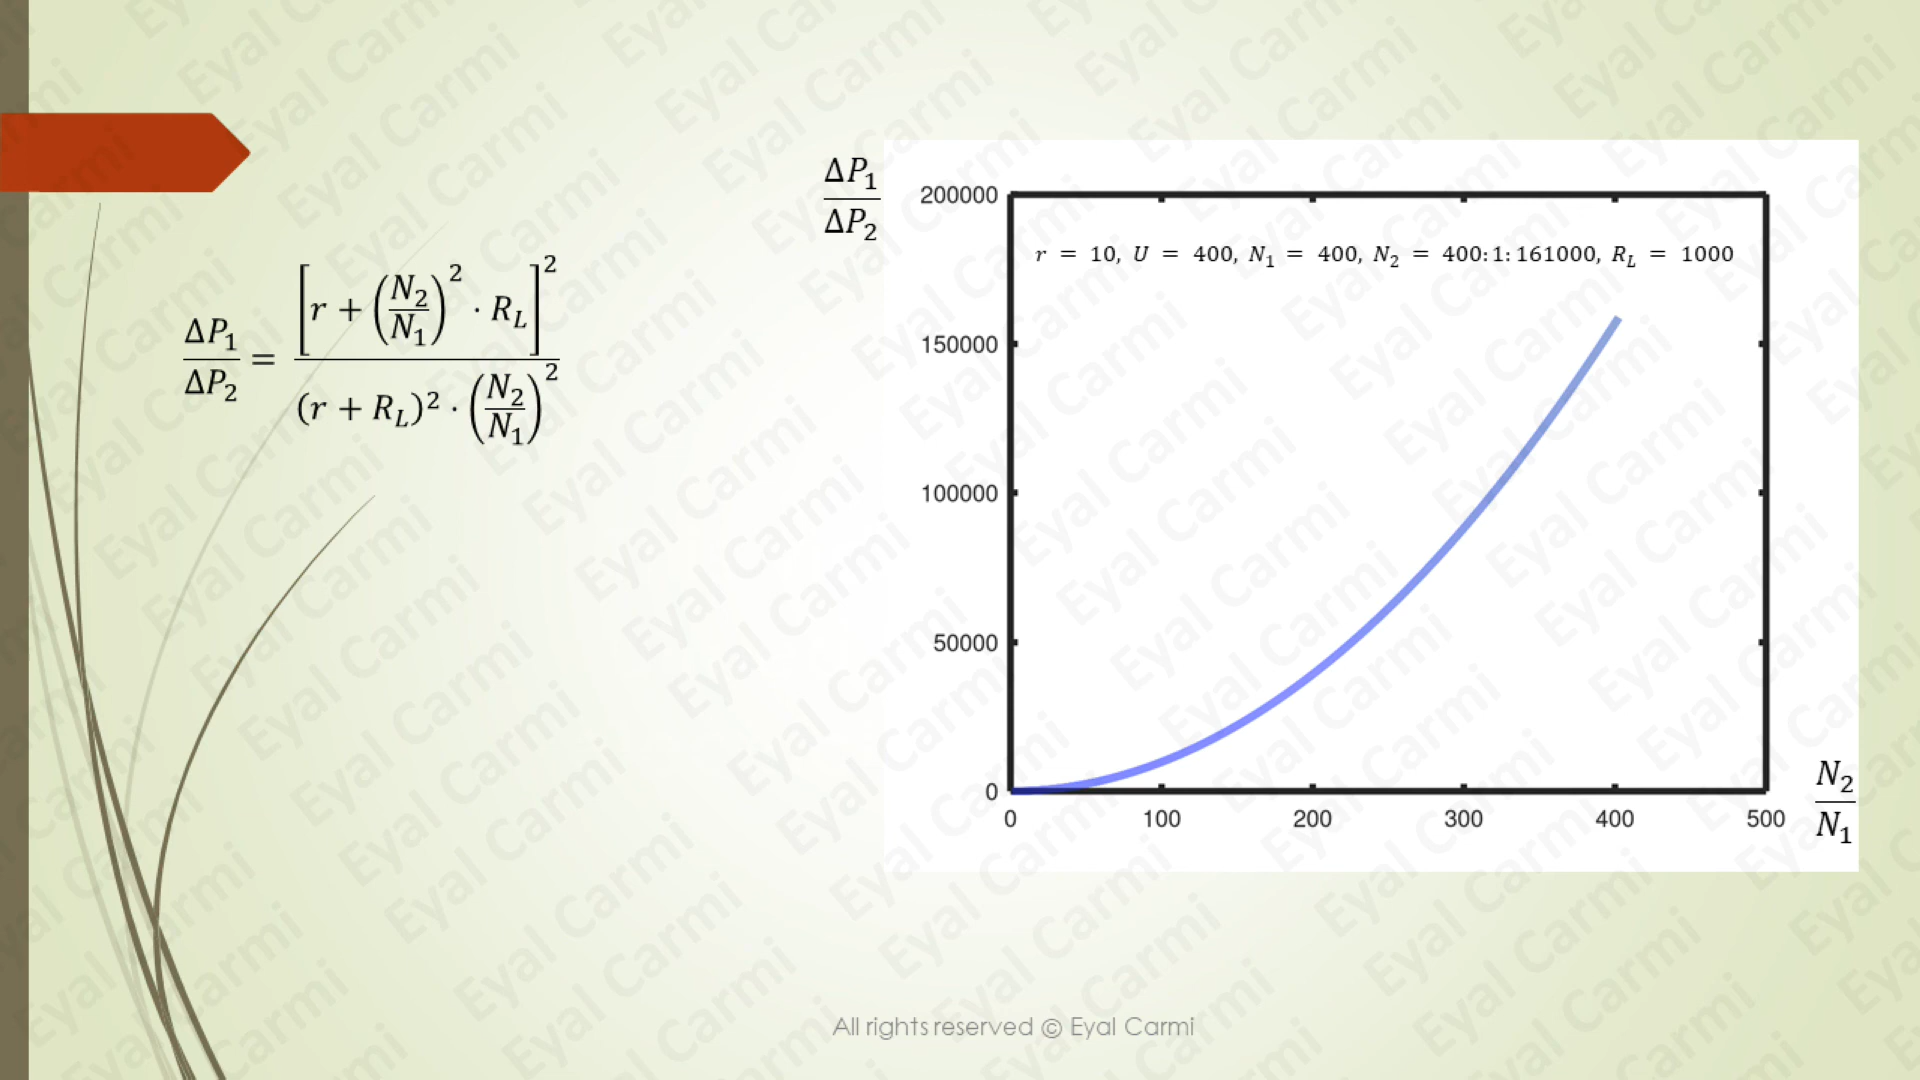 ΔP₁/ΔP₂ = [r + (N₂/N₁)² · R_L]² / (r + R_L)² · (N₂/N₁)²
ΔP₁/ΔP₂
200000
r = 10, U = 400, N₁ = 400, N₂ = 400:1:161000, R_L = 1000
150000
100000
50000
0
0 100 200 300 400 500
N₂/N₁
All rights reserved © Eyal Carmi
Eyal Carmi